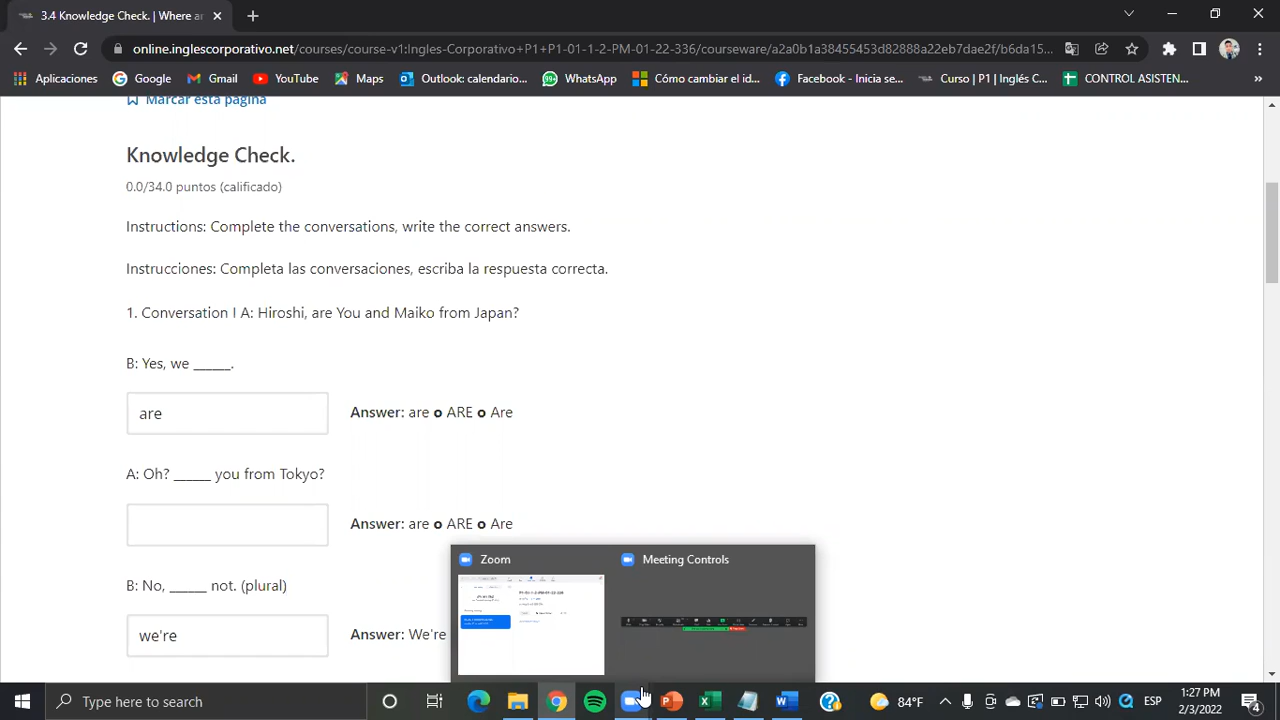 3.4 Knowledge Check. | Where ar
online.inglescorporativo.net/courses/course-v1:Ingles-Corporativo+P1+P1-01-1-2-PM-01-22-336/courseware/a2a0b1ad8455453d82888a22eb7dae2f/b6da15...
Aplicaciones Google Gmail YouTube Maps Outlook: calendario... WhatsApp Cómo cambiar el id... Facebook - Inicia se... Curso | P1 | Inglés C... CONTROL ASISTEN... »
Marcar esta página
Knowledge Check.
0.0/34.0 puntos (calificado)
Instructions: Complete the conversations, write the correct answers.
Instrucciones: Completa las conversaciones, escriba la respuesta correcta.
1. Conversation I A: Hiroshi, are You and Maiko from Japan?
B: Yes, we ______.
are Answer: are o ARE o Are
A: Oh? ______ you from Tokyo?
Answer: are o ARE o Are
Zoom Meeting Controls
B: No, ______ not. (plural)
we're Answer: We're
Type here to search 84°F ESP 1:27 PM
2/3/2022 4